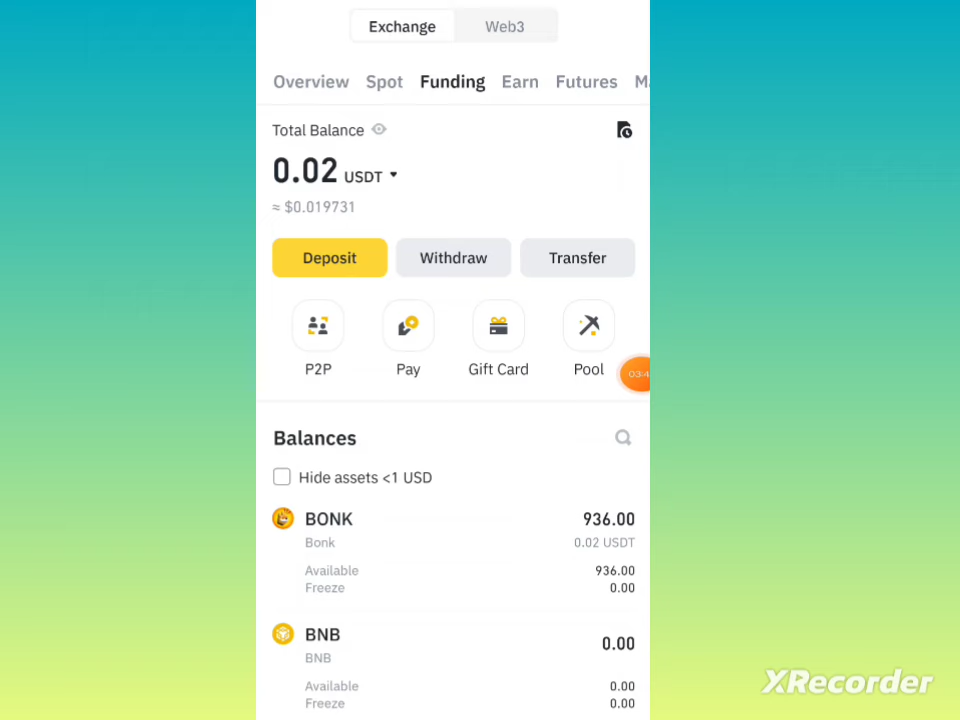 Exchange Web3
Overview Spot Funding Earn Futures
Total Balance
0.02 USDT
≈ $0.019731
Deposit Withdraw Transfer
P2P Pay Gift Card Pool
Balances
Hide assets <1 USD
BONK 936.00
Bonk 0.02 USDT
Available 936.00
Freeze 0.00
BNB 0.00
BNB
Available 0.00
Freeze 0.00
XRecorder